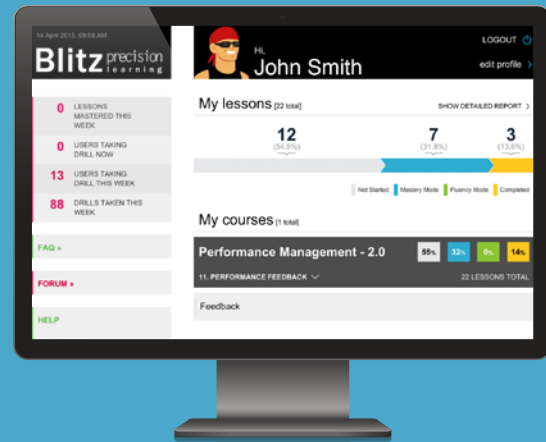 14 April 2015, 09:58 AM
Blitz precision
learning
0 LESSONS
MASTERED THIS
WEEK
0 USERS TAKING
DRILL NOW
13 USERS TAKING
DRILL THIS WEEK
88 DRILLS TAKEN THIS
WEEK
FAQ »
FORUM »
HELP
Hi,
John Smith
LOGOUT
edit profile
My lessons [22 total]
SHOW DETAILED REPORT
12 7 3
(54.5%) (31.8%) (13.6%)
Not Started Mastery Mode Fluency Mode Completed
My courses [1 total]
Performance Management - 2.0 55% 32% 0% 14%
11. PERFORMANCE FEEDBACK 22 LESSONS TOTAL
Feedback